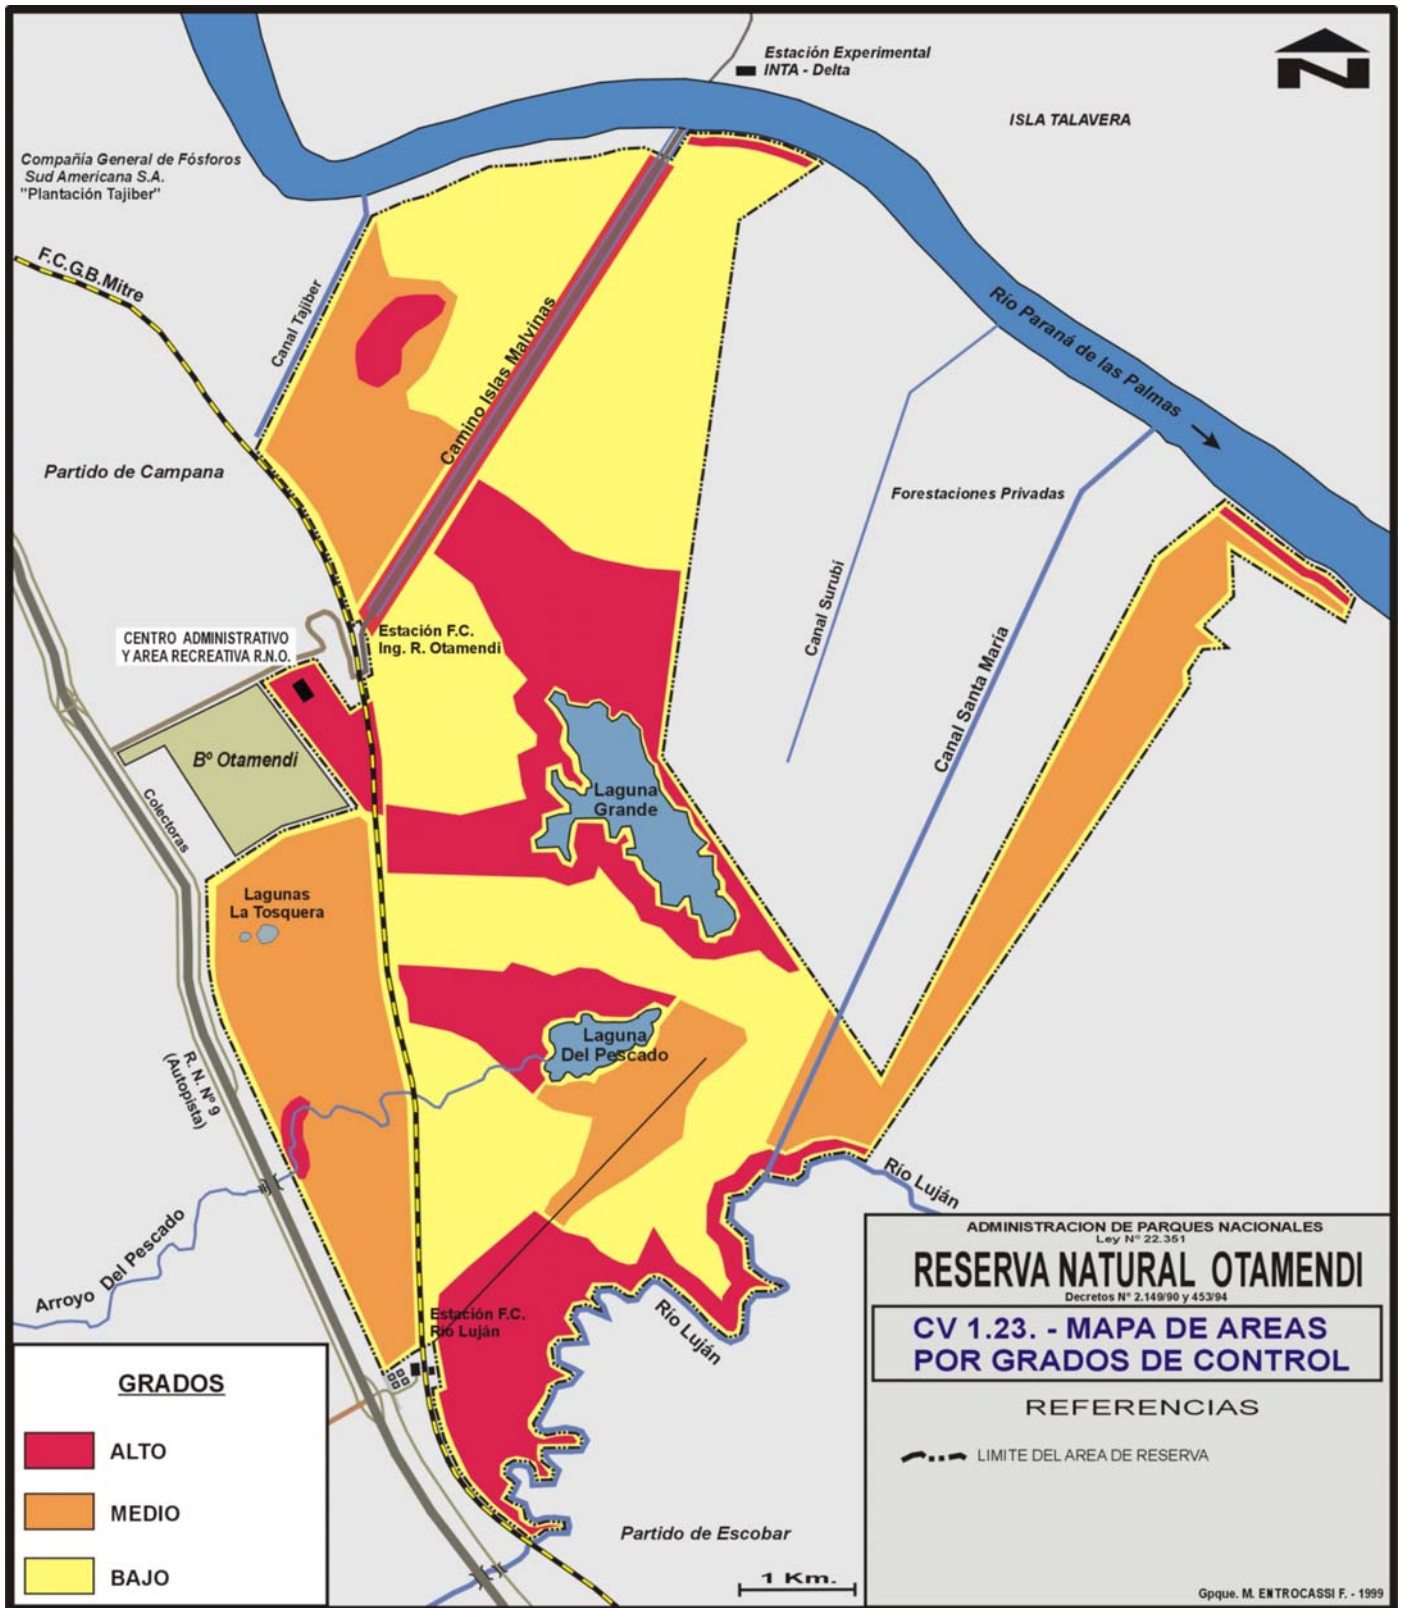 Estación Experimental
INTA - Delta
N
ISLA TALAVERA
Compañía General de Fósforos
Sud Americana S.A.
"Plantación Tajiber"
F.C.G.B.Mitre
Canal Tajiber
Camino Islas Malvinas
Río Paraná de las Palmas
Partido de Campana
Forestaciones Privadas
Canal Surubí
Canal Santa María
CENTRO ADMINISTRATIVO
Y AREA RECREATIVA R.N.O.
Estación F.C.
Ing. R. Otamendi
Bº Otamendi
Colectoras
Laguna
Grande
Lagunas
La Tosquera
Laguna
Del Pescado
R. N. Nº 9
(Autopista)
Arroyo Del Pescado
Río Luján
Río Luján
Estación F.C.
Río Luján
Partido de Escobar
1 Km.
GRADOS
ALTO
MEDIO
BAJO
ADMINISTRACION DE PARQUES NACIONALES
Ley Nº 22.351
RESERVA NATURAL OTAMENDI
Decretos Nº 2.149/90 y 453/94
CV 1.23. - MAPA DE AREAS
POR GRADOS DE CONTROL
REFERENCIAS
LIMITE DEL AREA DE RESERVA
Gpque. M. ENTROCASSI F. - 1999